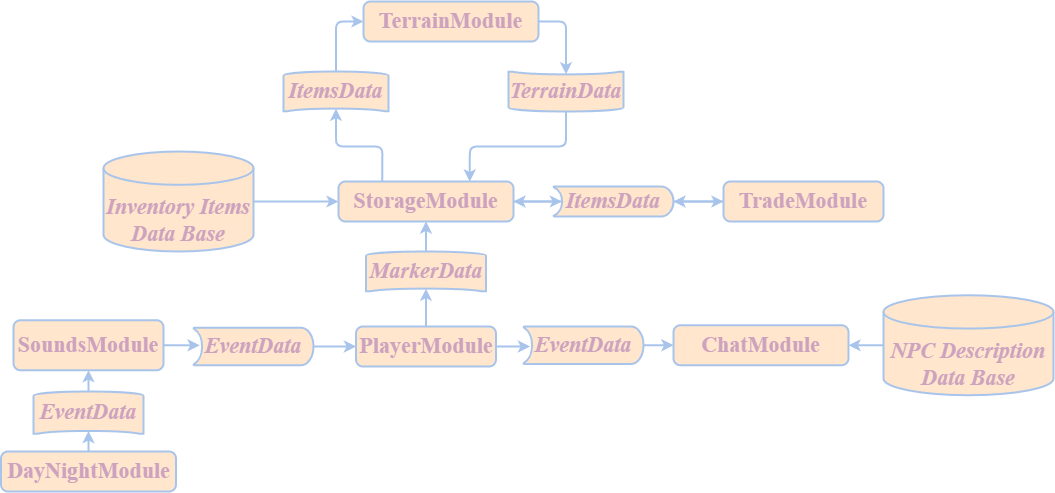 TerrainModule
ItemsData
TerrainData
Inventory Items
Data Base
StorageModule
ItemsData
TradeModule
MarkerData
SoundsModule
EventData
PlayerModule
EventData
ChatModule
NPC Description
Data Base
EventData
DayNightModule